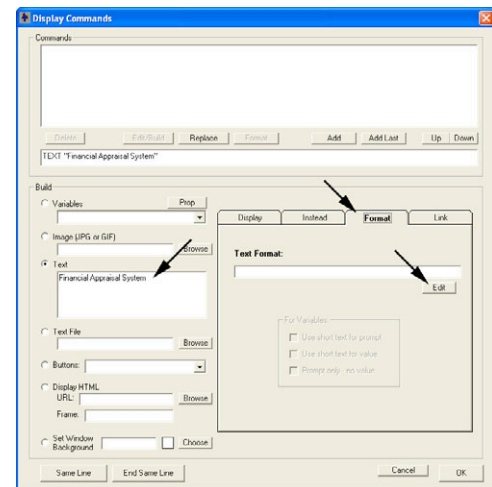 Display Commands
Commands
Delete Edit/Build Replace Format Add Add Last Up Down
TEXT "Financial Appraisal System"
Build
Variables Prop
Display Instead Format Link
Image (JPG or GIF)
Browse
Text
Financial Appraisal System
Text Format:
Edit
Text File
Browse
For Variables
Use short text for prompt
Use short text for value
Prompt only - no value
Buttons:
Display HTML
URL: Browse
Frame:
Set Window
Background Choose
Same Line End Same Line Cancel OK